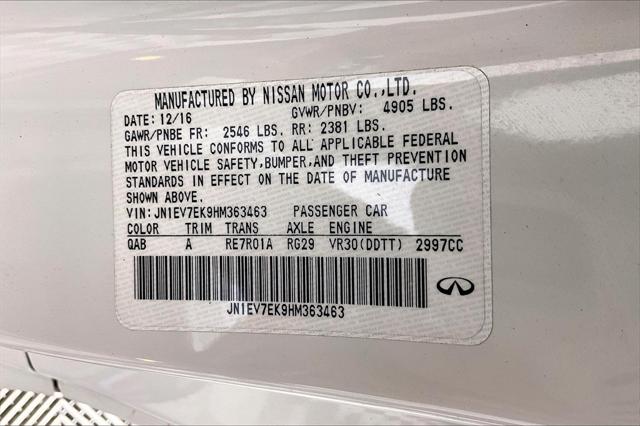 MANUFACTURED BY NISSAN MOTOR CO.,LTD.
DATE: 12/16 GVWR/PNBV: 4905 LBS.
GAWR/PNBE FR: 2546 LBS. RR: 2381 LBS.
THIS VEHICLE CONFORMS TO ALL APPLICABLE FEDERAL
MOTOR VEHICLE SAFETY,BUMPER,AND THEFT PREVENTION
STANDARDS IN EFFECT ON THE DATE OF MANUFACTURE
SHOWN ABOVE.
VIN: JN1EV7EK9HM363463 PASSENGER CAR
COLOR TRIM TRANS AXLE ENGINE
QAB A RE7R01A RG29 VR30(DDTT) 2997CC
JN1EV7EK9HM363463